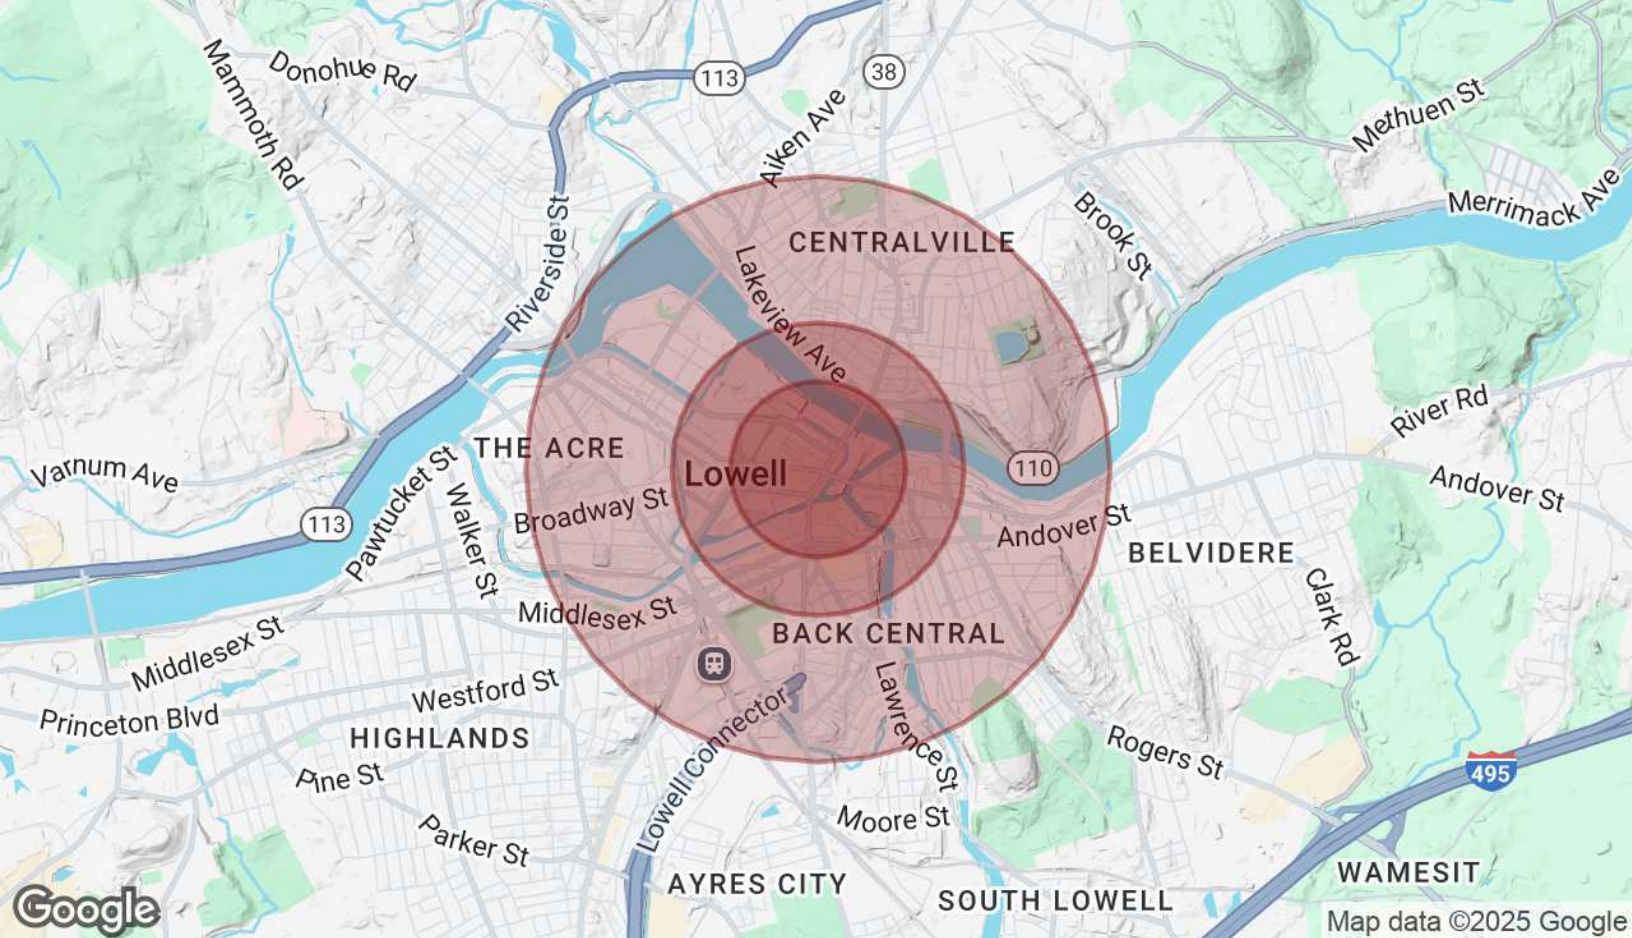 113
38
Donohue Rd
Mammoth Rd
Aiken Ave
Methuen St
Merrimack Ave
Brook St
Riverside St
CENTRALVILLE
Lakeview Ave
River Rd
THE ACRE
Lowell
110
Varnum Ave
Andover St
113
Pawtucket St
Walker St
Broadway St
Andover St
BELVIDERE
Clark Rd
Middlesex St
BACK CENTRAL
Middlesex St
Westford St
Princeton Blvd
Lawrence St
HIGHLANDS
Lowell Connector
Rogers St
495
Pine St
Parker St
Moore St
AYRES CITY
WAMESIT
SOUTH LOWELL
Google
Map data ©2025 Google